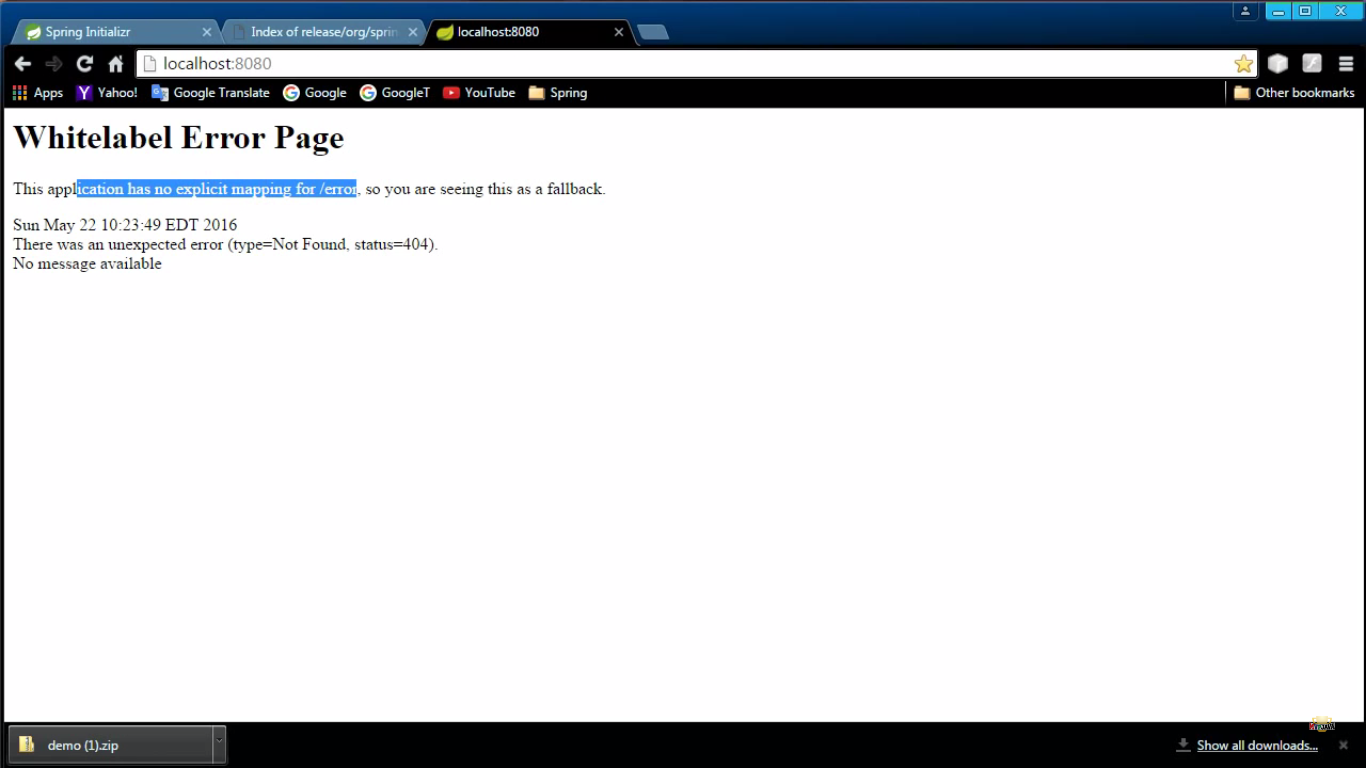 Spring Initializr
Index of release/org/sprin
localhost:8080
localhost:8080
Apps
Yahoo!
Google Translate
Google
GoogleT
YouTube
Spring
Other bookmarks
Whitelabel Error Page
This application has no explicit mapping for /error, so you are seeing this as a fallback.
Sun May 22 10:23:49 EDT 2016
There was an unexpected error (type=Not Found, status=404).
No message available
demo (1).zip
Show all downloads...